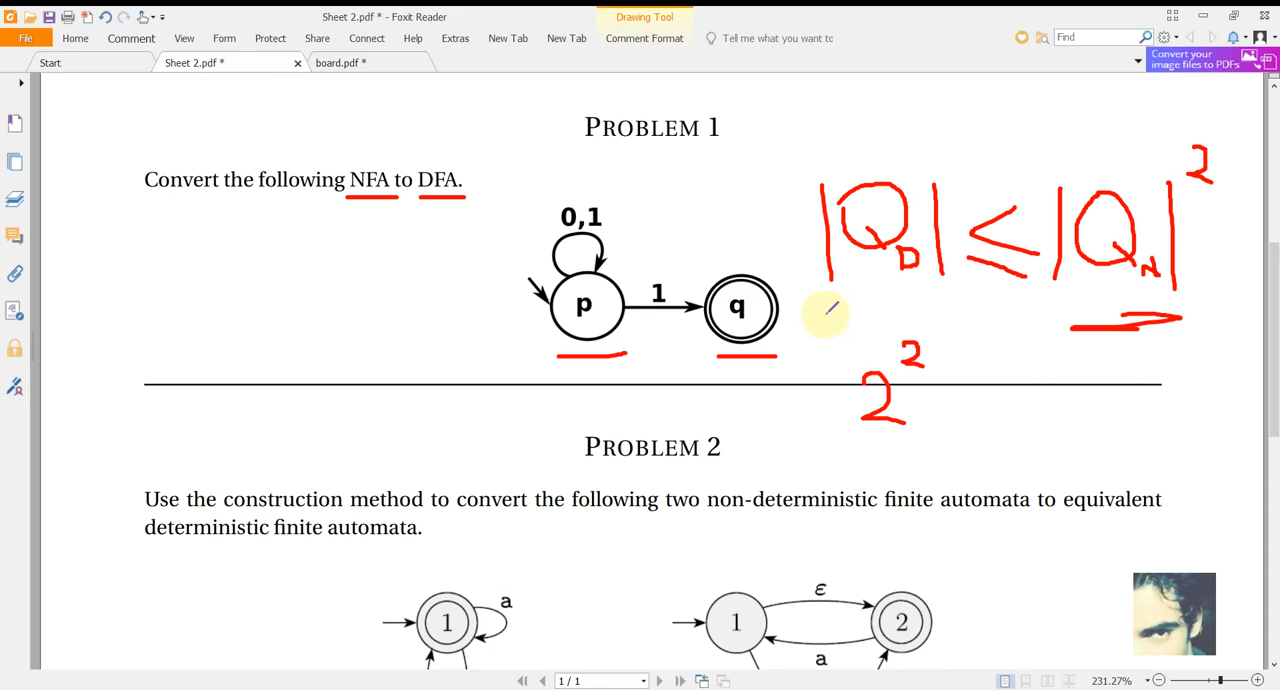 Sheet 2.pdf * - Foxit Reader
Drawing Tool
File Home Comment View Form Protect Share Connect Help Extras New Tab New Tab Comment Format Tell me what you want to Find
Start Sheet 2.pdf * board.pdf *
Convert your
image files to PDFs
PROBLEM 1
Convert the following NFA to DFA.
0,1
p 1 q
|Q_D| ≤ |Q_N|^2
2^2
PROBLEM 2
Use the construction method to convert the following two non-deterministic finite automata to equivalent
deterministic finite automata.
1 a
1 ε 2
a
1 / 1
231.27%